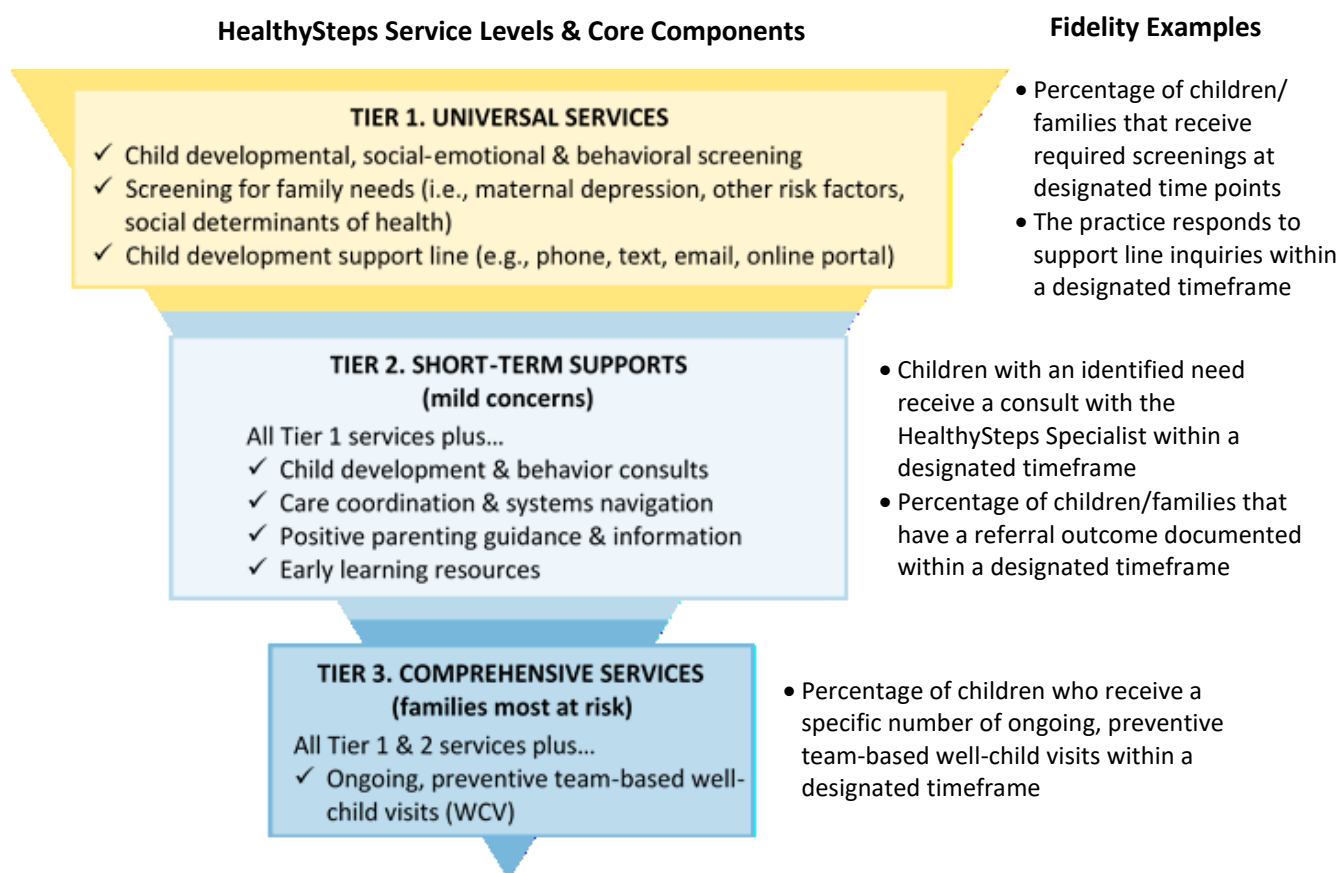 HealthySteps Service Levels & Core Components
Fidelity Examples
TIER 1. UNIVERSAL SERVICES
✓ Child developmental, social-emotional & behavioral screening
✓ Screening for family needs (i.e., maternal depression, other risk factors,
social determinants of health)
✓ Child development support line (e.g., phone, text, email, online portal)
• Percentage of children/
families that receive
required screenings at
designated time points
• The practice responds to
support line inquiries within
a designated timeframe
TIER 2. SHORT-TERM SUPPORTS
(mild concerns)
All Tier 1 services plus...
✓ Child development & behavior consults
✓ Care coordination & systems navigation
✓ Positive parenting guidance & information
✓ Early learning resources
• Children with an identified need
receive a consult with the
HealthySteps Specialist within a
designated timeframe
• Percentage of children/families that
have a referral outcome documented
within a designated timeframe
TIER 3. COMPREHENSIVE SERVICES
(families most at risk)
All Tier 1 & 2 services plus...
✓ Ongoing, preventive team-based well-
child visits (WCV)
• Percentage of children who receive a
specific number of ongoing, preventive
team-based well-child visits within a
designated timeframe